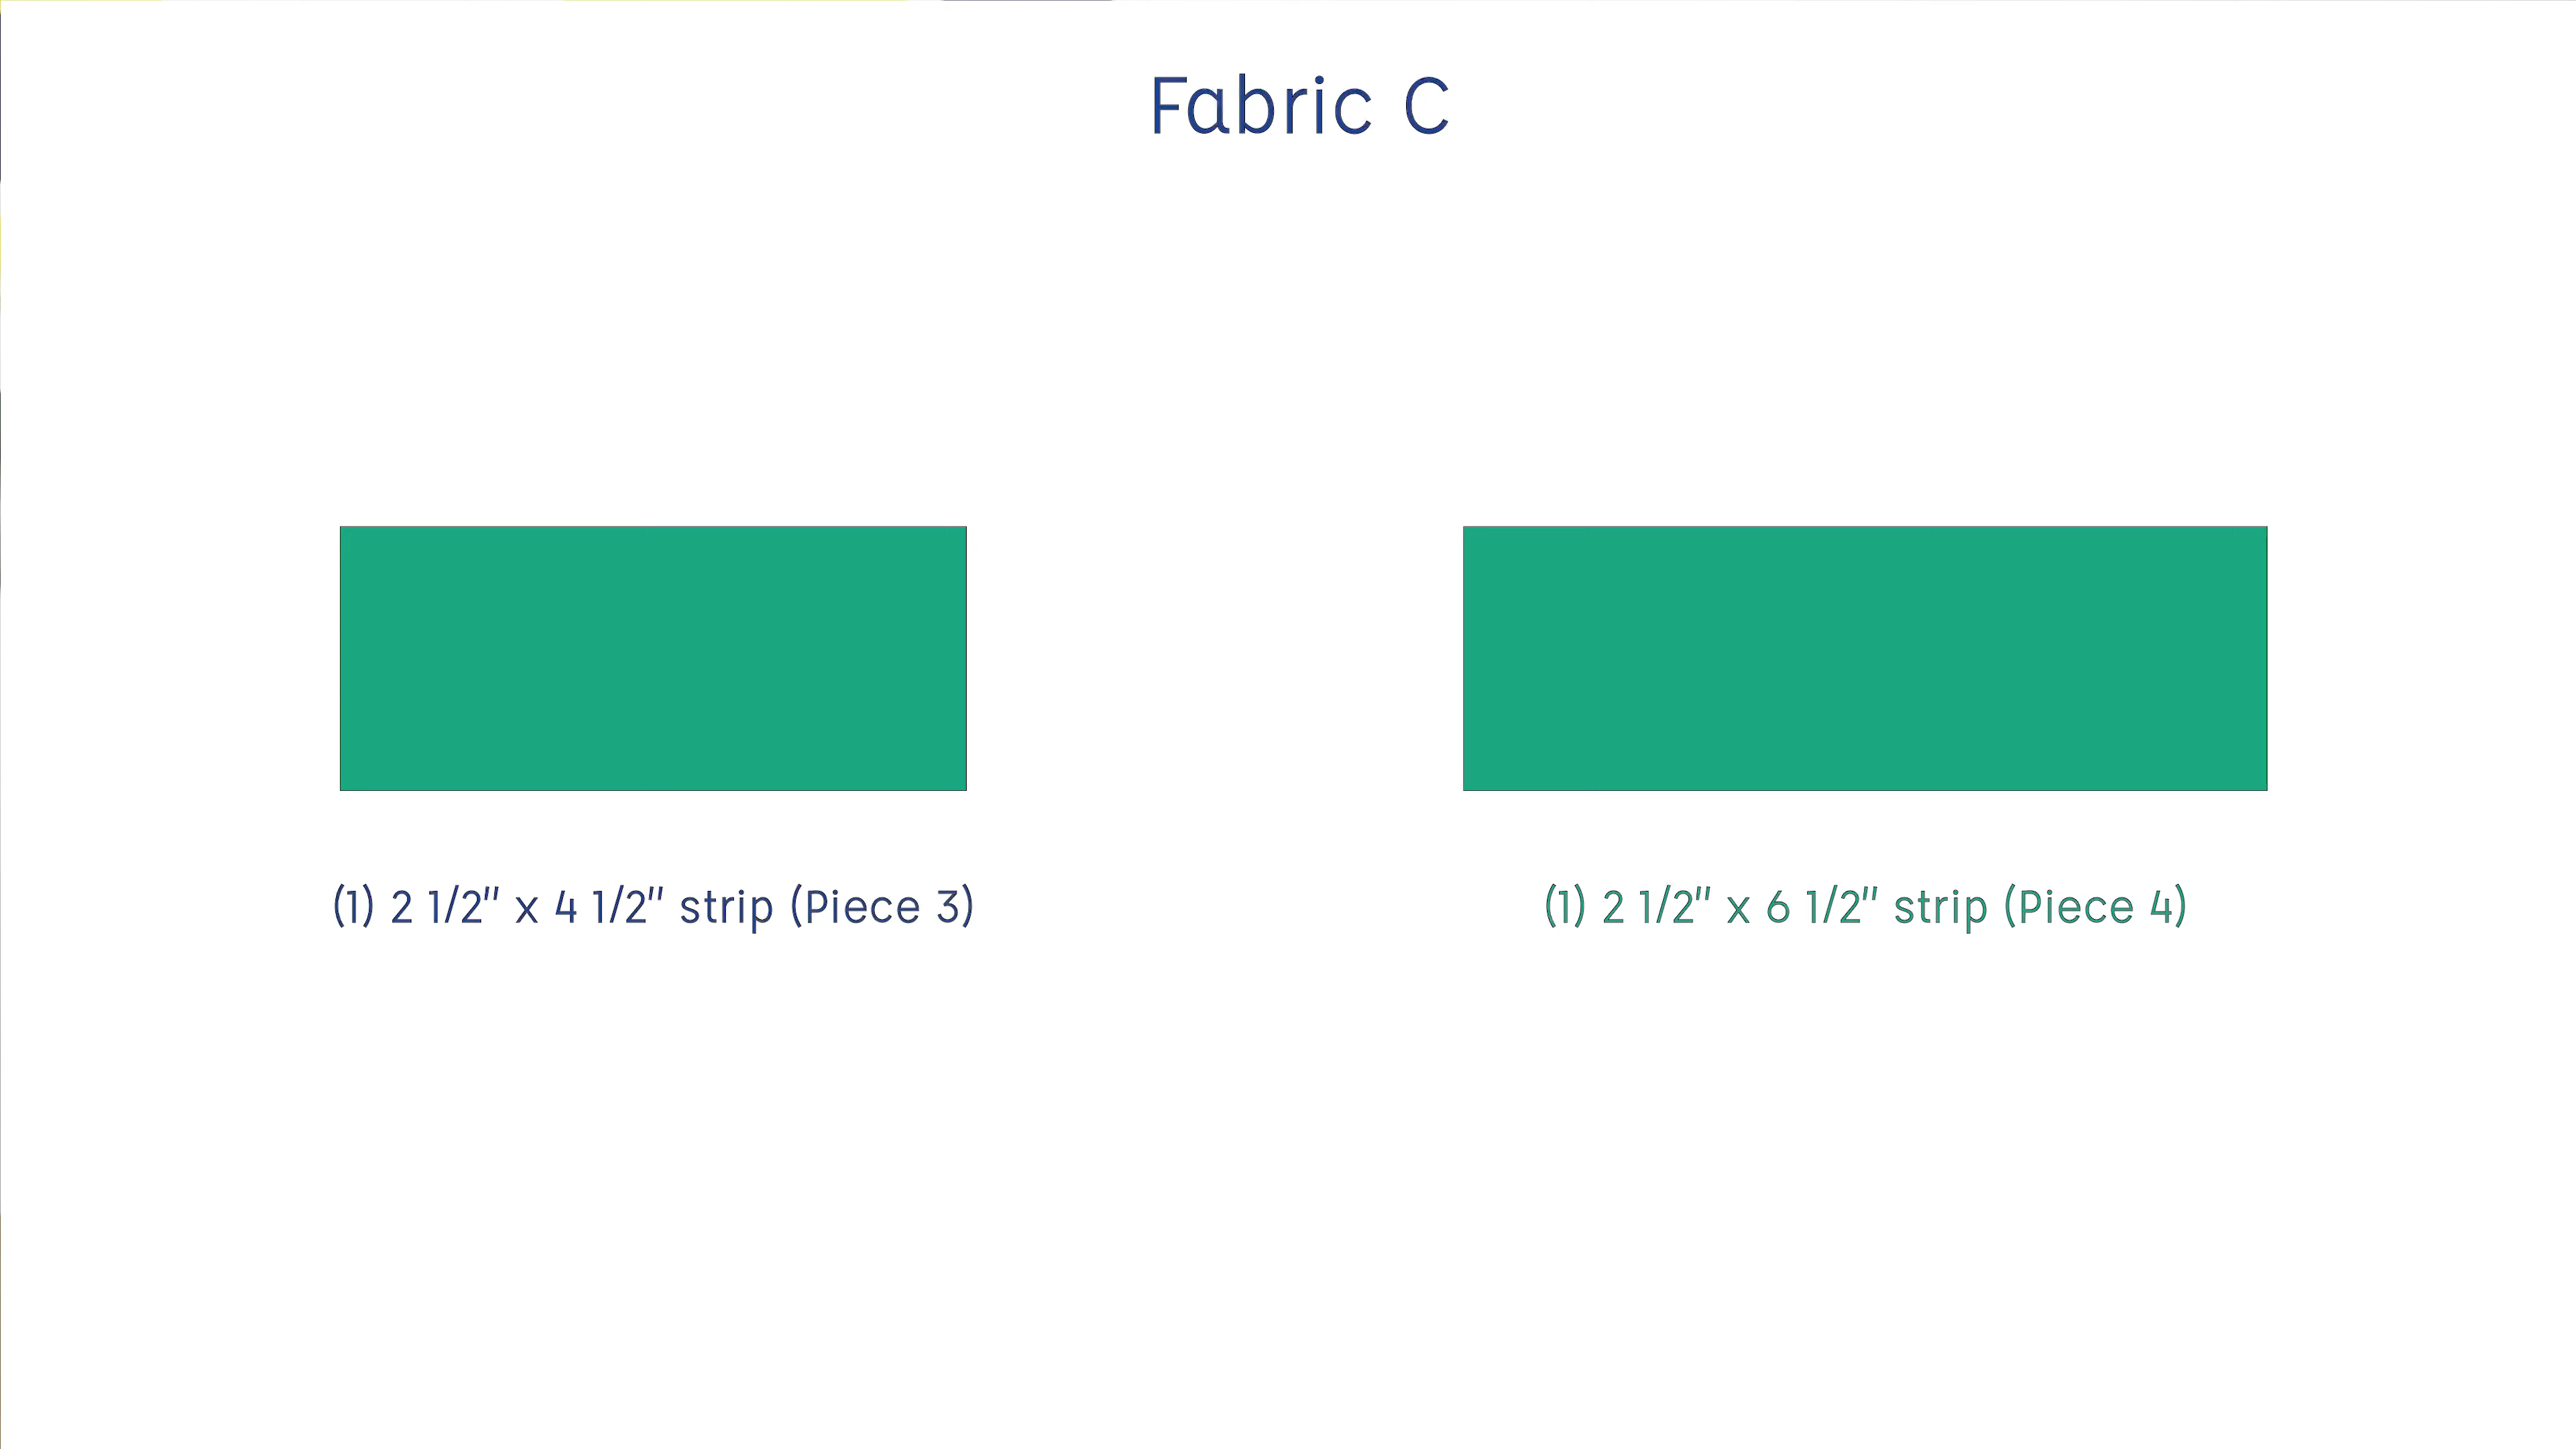 Fabric C
(1) 2 1/2" x 4 1/2" strip (Piece 3)
(1) 2 1/2" x 6 1/2" strip (Piece 4)